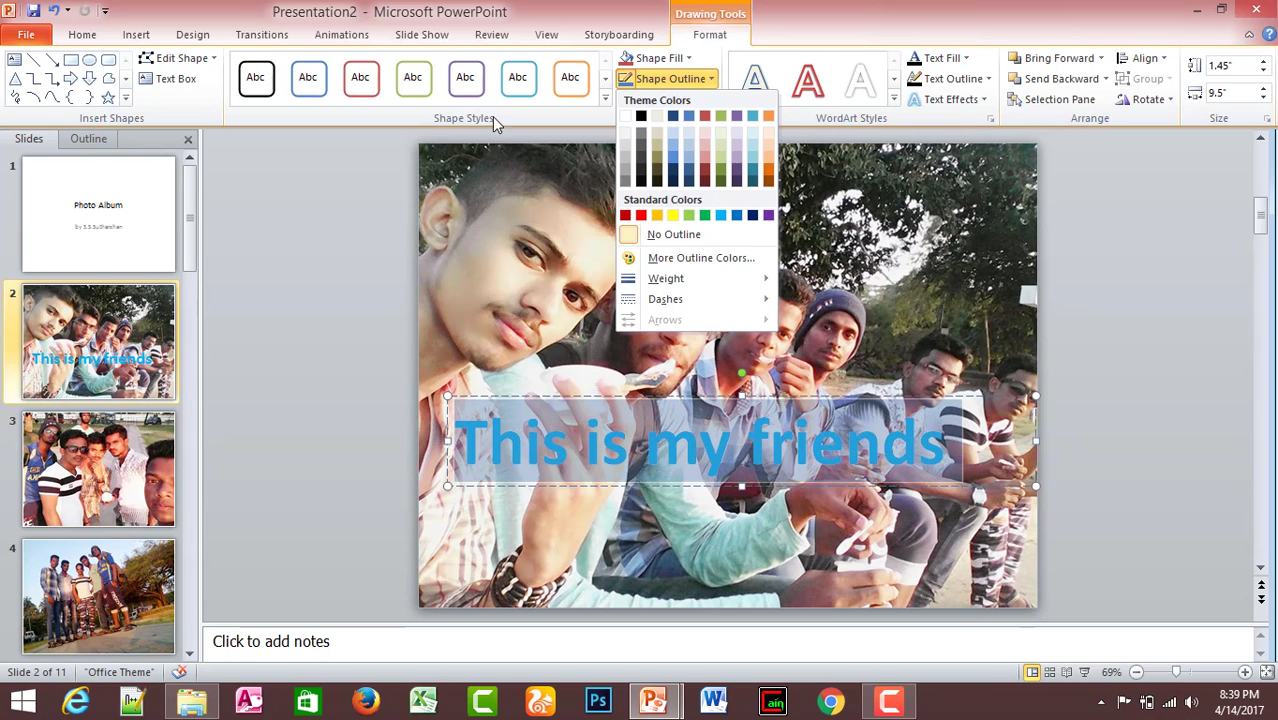 Presentation2 - Microsoft PowerPoint
Drawing Tools
File
Home
Insert
Design
Transitions
Animations
Slide Show
Review
View
Storyboarding
Format
Edit Shape
Text Box
Insert Shapes
Abc
Abc
Abc
Abc
Abc
Abc
Abc
Shape Styles
Shape Fill
Shape Outline
Theme Colors
Standard Colors
No Outline
More Outline Colors...
Weight
Dashes
Arrows
A
A
A
Text Fill
Text Outline
Text Effects
WordArt Styles
Bring Forward
Send Backward
Selection Pane
Align
Group
Rotate
Arrange
1.45"
9.5"
Size
Slides
Outline
1
Photo Album
by S.S.Sutharshan
2
This is my friends
3
4
This is my friends
Click to add notes
Slide 2 of 11
"Office Theme"
69%
8:39 PM
4/14/2017